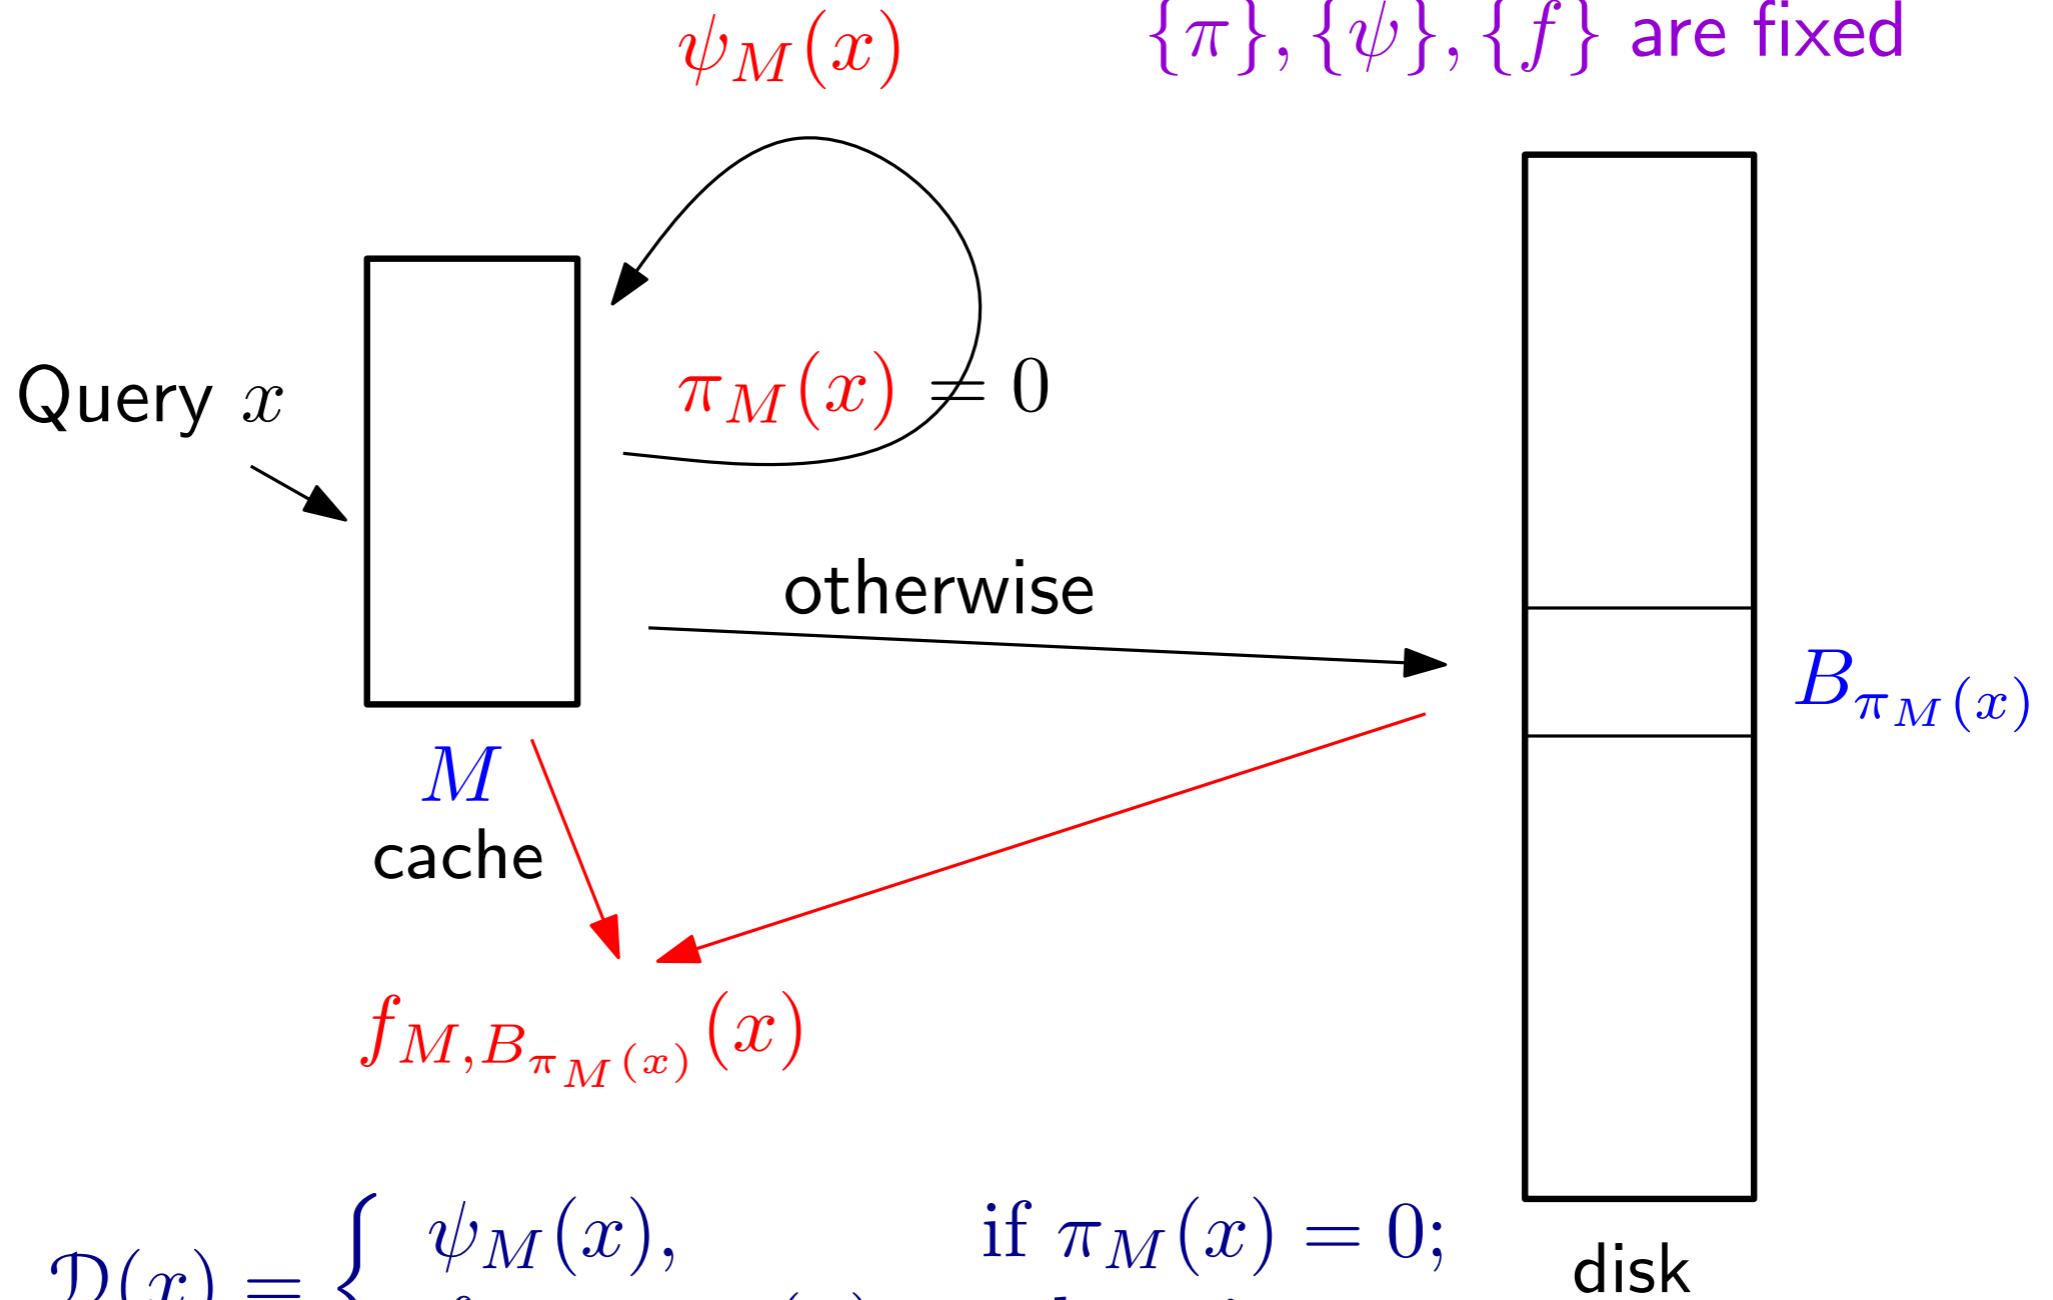 ψ_M(x)
{π}, {ψ}, {f} are fixed
Query x
π_M(x) = 0
otherwise
B_{π_M(x)}
M
cache
f_{M,B_{π_M(x)}}(x)
𝒟(x) = { ψ_M(x), if π_M(x) = 0;
disk